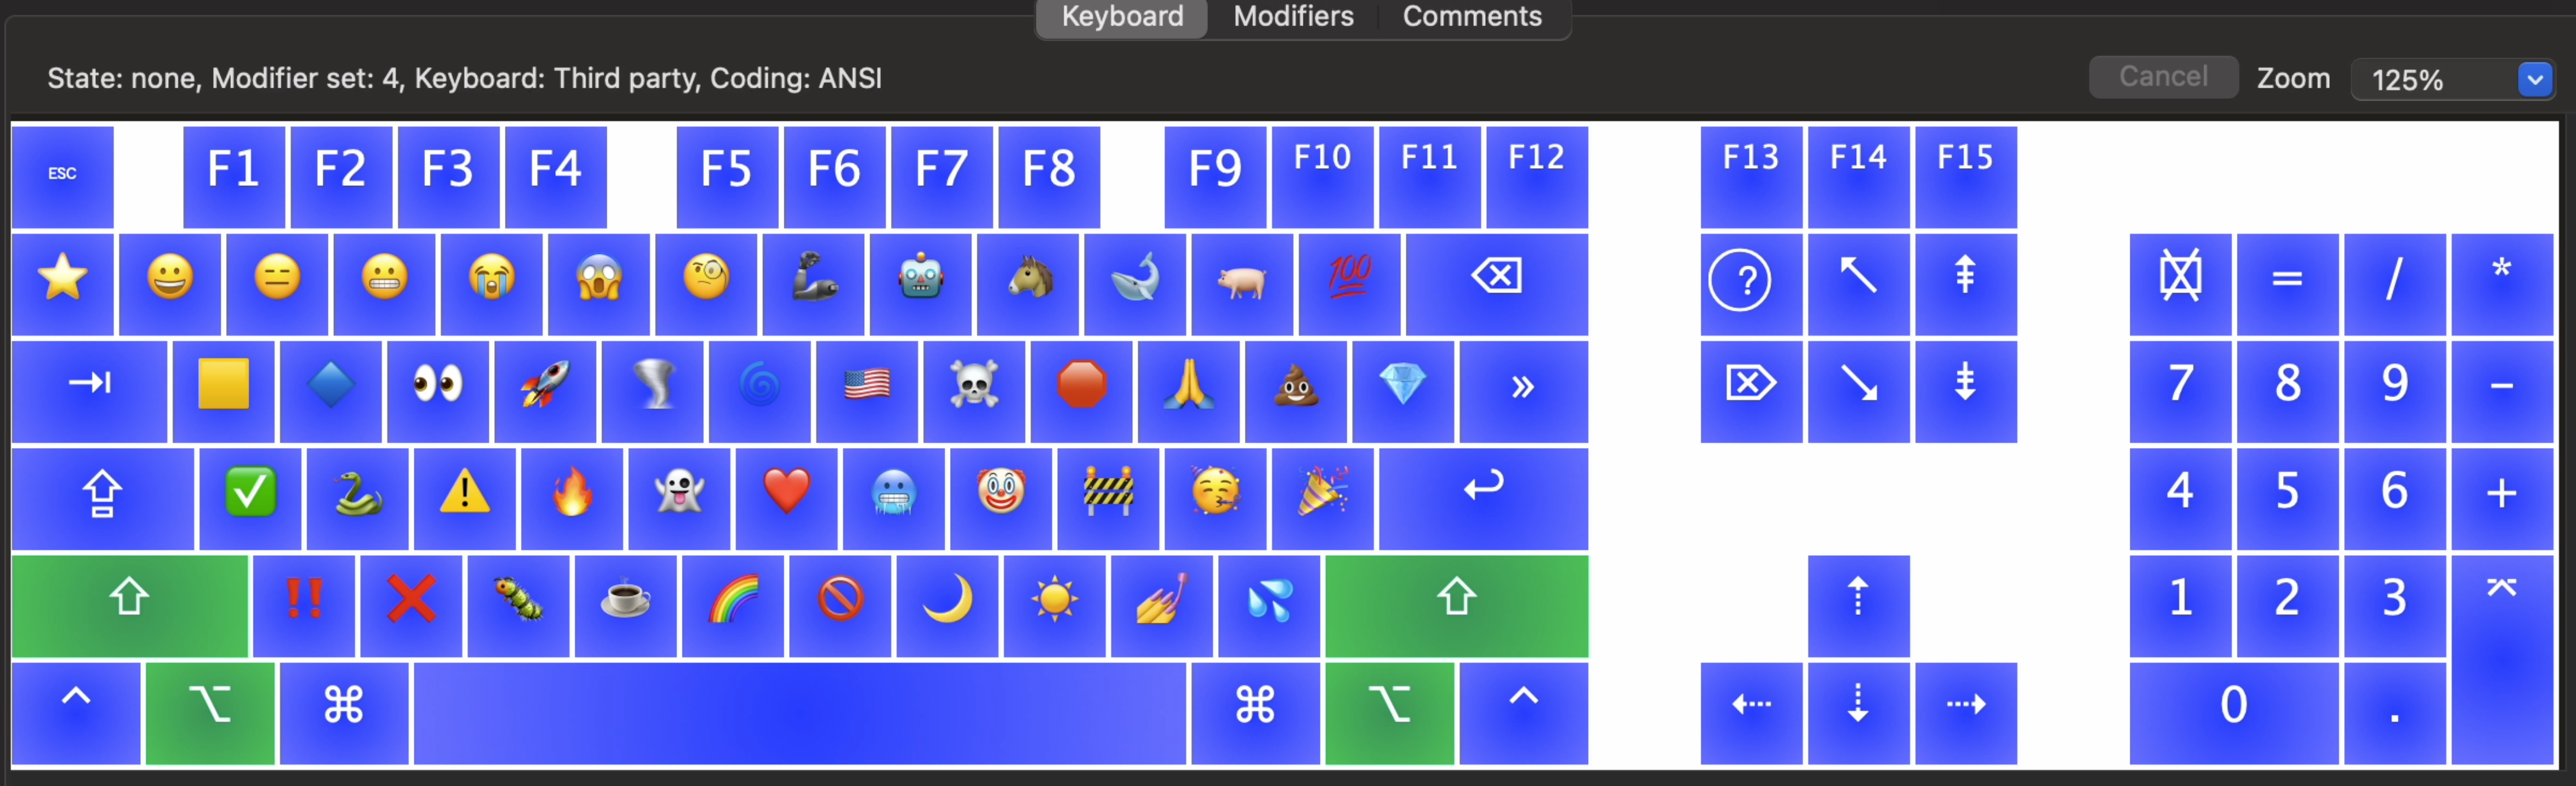 Keyboard Modifiers Comments
State: none, Modifier set: 4, Keyboard: Third party, Coding: ANSI Cancel Zoom 125%
ESC F1 F2 F3 F4 F5 F6 F7 F8 F9 F10 F11 F12 F13 F14 F15
100 ? = / *
» 7 8 9 −
4 5 6 +
‼ 1 2 3
^ ⌥ ⌘ ⌘ ⌥ ^ 0 .